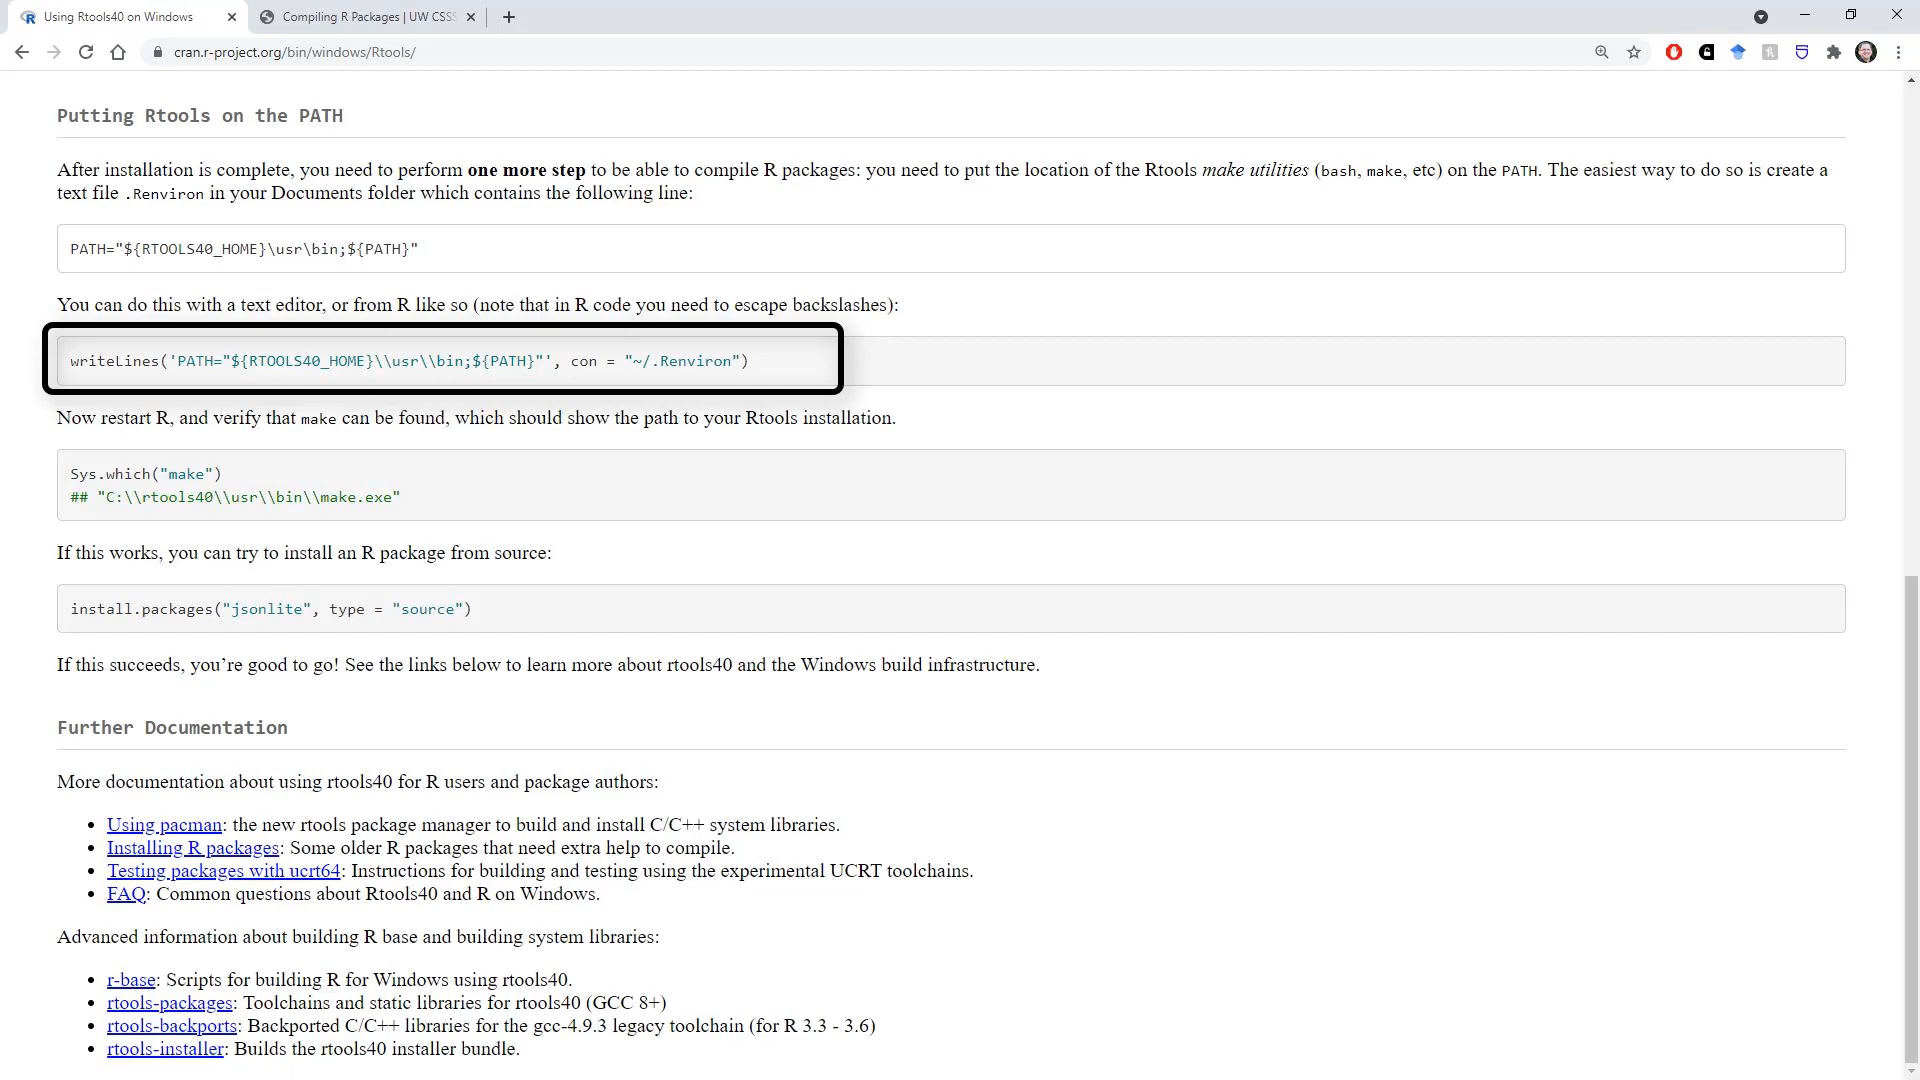 Using Rtools40 on Windows
Compiling R Packages | UW CSSS
cran.r-project.org/bin/windows/Rtools/
Putting Rtools on the PATH
After installation is complete, you need to perform one more step to be able to compile R packages: you need to put the location of the Rtools make utilities (bash, make, etc) on the PATH. The easiest way to do so is create a
text file .Renviron in your Documents folder which contains the following line:
PATH="${RTOOLS40_HOME}\usr\bin;${PATH}"
You can do this with a text editor, or from R like so (note that in R code you need to escape backslashes):
writeLines('PATH="${RTOOLS40_HOME}\\usr\\bin;${PATH}"', con = "~/.Renviron")
Now restart R, and verify that make can be found, which should show the path to your Rtools installation.
Sys.which("make")
## "C:\\rtools40\\usr\\bin\\make.exe"
If this works, you can try to install an R package from source:
install.packages("jsonlite", type = "source")
If this succeeds, you’re good to go! See the links below to learn more about rtools40 and the Windows build infrastructure.
Further Documentation
More documentation about using rtools40 for R users and package authors:
• Using pacman: the new rtools package manager to build and install C/C++ system libraries.
• Installing R packages: Some older R packages that need extra help to compile.
• Testing packages with ucrt64: Instructions for building and testing using the experimental UCRT toolchains.
• FAQ: Common questions about Rtools40 and R on Windows.
Advanced information about building R base and building system libraries:
• r-base: Scripts for building R for Windows using rtools40.
• rtools-packages: Toolchains and static libraries for rtools40 (GCC 8+)
• rtools-backports: Backported C/C++ libraries for the gcc-4.9.3 legacy toolchain (for R 3.3 - 3.6)
• rtools-installer: Builds the rtools40 installer bundle.